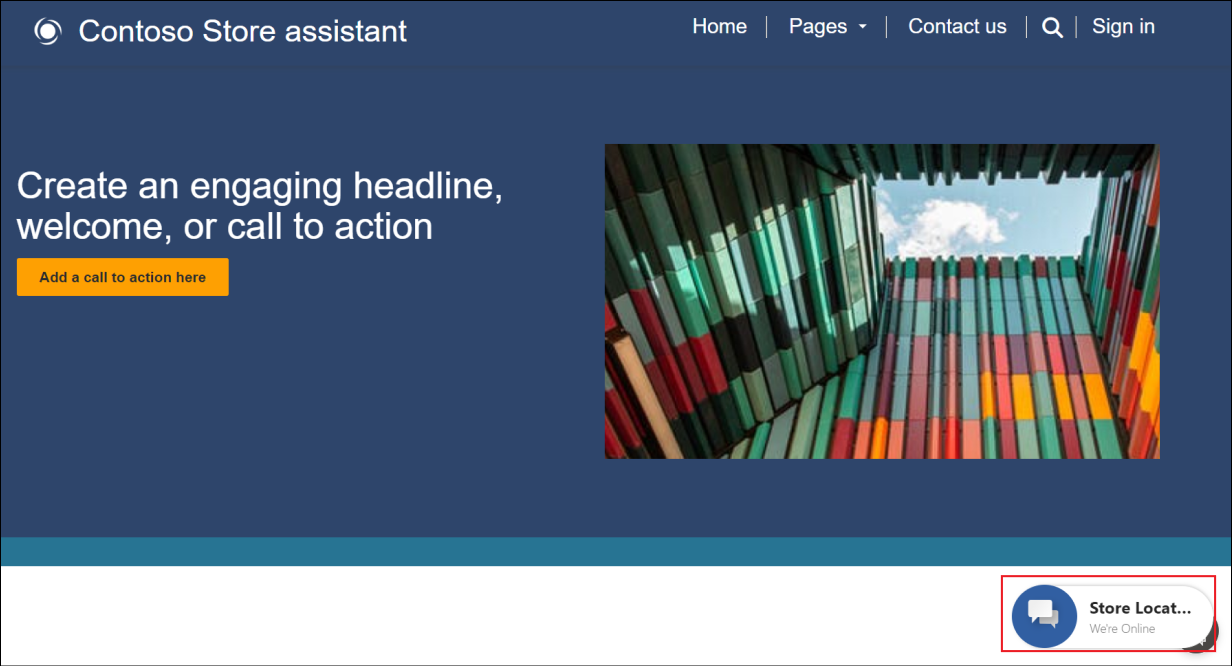 Contoso Store assistant
Home
Pages
Contact us
Sign in
Create an engaging headline,
welcome, or call to action
Add a call to action here
Store Locat...
We're Online